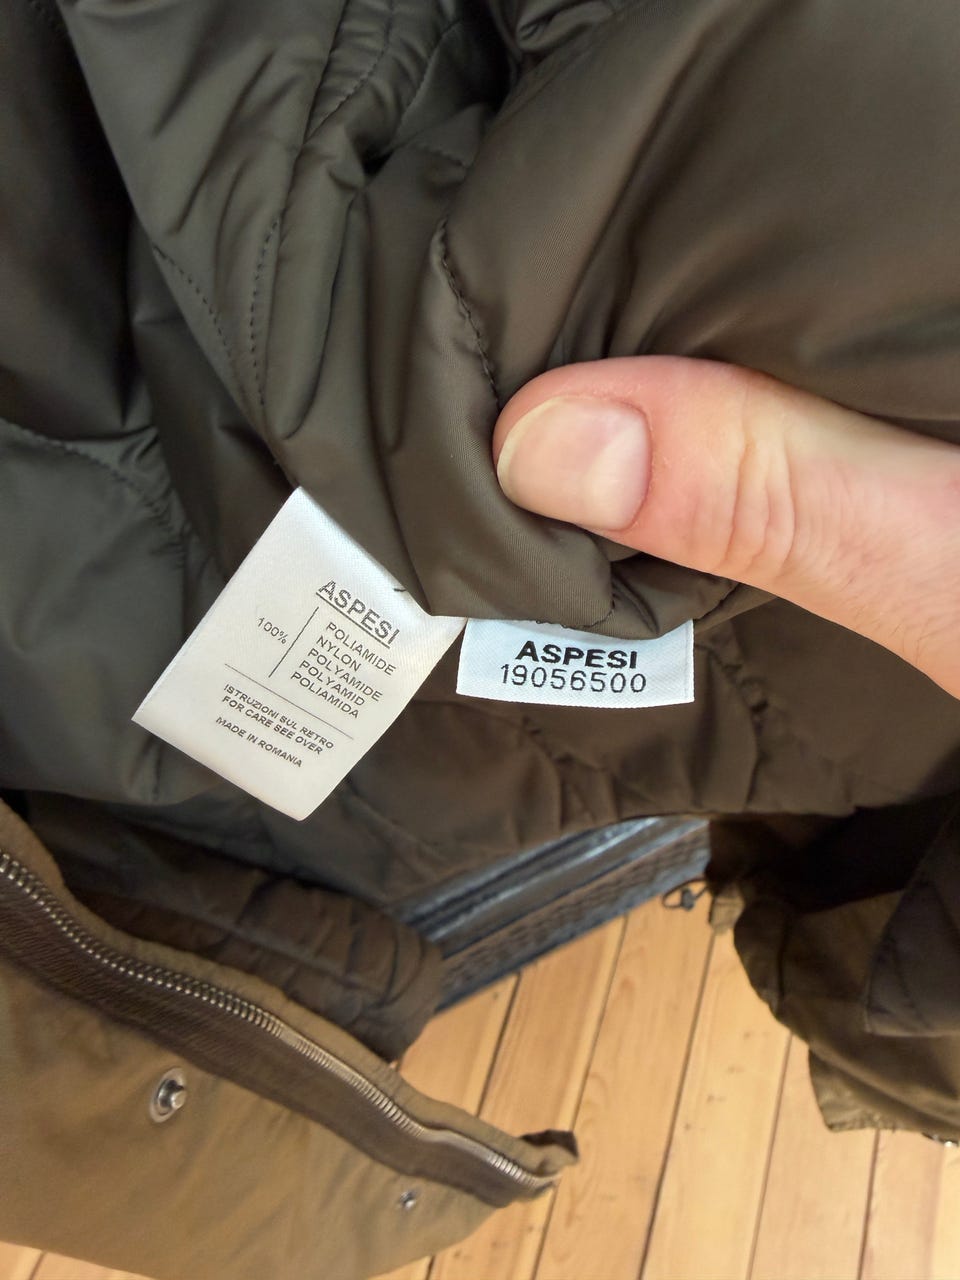 ASPESI
100%
POLIAMIDE
NYLON
POLYAMIDE
POLYAMID
POLIAMIDA
ISTRUZIONI SUL RETRO
FOR CARE SEE OVER
MADE IN ROMANIA
ASPESI
19056500